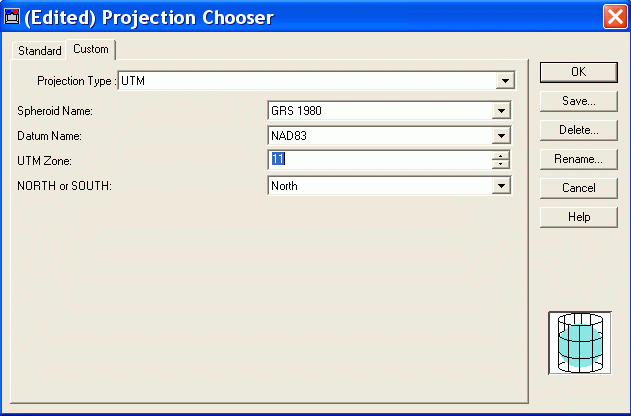 (Edited) Projection Chooser
Standard Custom
Projection Type : UTM
Spheroid Name: GRS 1980
Datum Name: NAD83
UTM Zone: 11
NORTH or SOUTH: North
OK
Save...
Delete...
Rename...
Cancel
Help